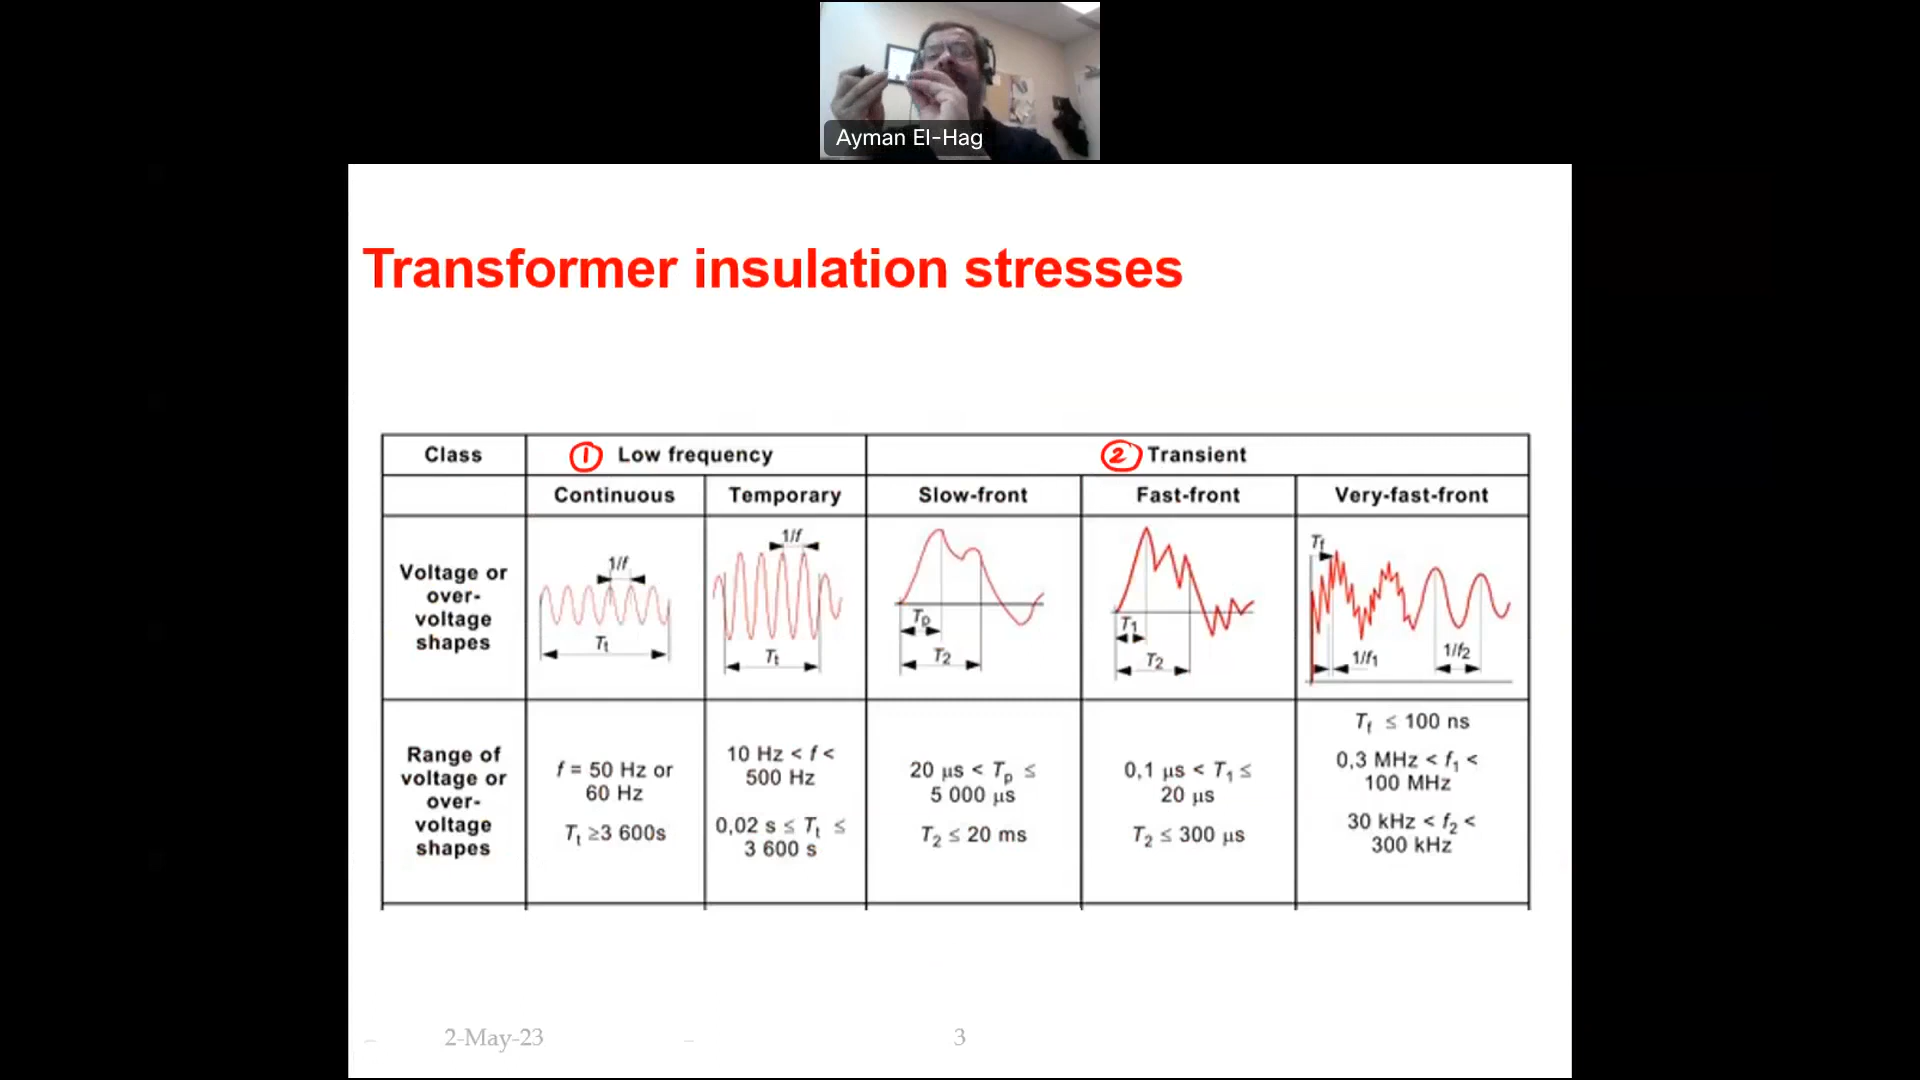 Ayman El-Hag
Transformer insulation stresses
Class
① Low frequency
② Transient
Continuous
Temporary
Slow-front
Fast-front
Very-fast-front
Voltage or
over-
voltage
shapes
1/f
Tt
1/f
Tt
Tp
T2
T1
T2
Tf
1/f1
1/f2
Range of
voltage or
over-
voltage
shapes
f = 50 Hz or
60 Hz
Tt ≥3 600s
10 Hz < f <
500 Hz
0,02 s ≤ Tt ≤
3 600 s
20 μs < Tp ≤
5 000 μs
T2 ≤ 20 ms
0,1 μs < T1 ≤
20 μs
T2 ≤ 300 μs
Tf ≤ 100 ns
0,3 MHz < f1 <
100 MHz
30 kHz < f2 <
300 kHz
2-May-23
3